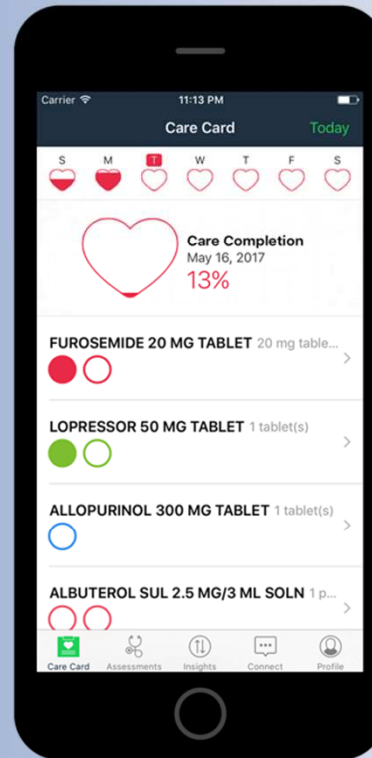 Carrier 11:13 PM
Care Card Today
S M T W T F S
Care Completion
May 16, 2017
13%
FUROSEMIDE 20 MG TABLET 20 mg table...
LOPRESSOR 50 MG TABLET 1 tablet(s)
ALLOPURINOL 300 MG TABLET 1 tablet(s)
ALBUTEROL SUL 2.5 MG/3 ML SOLN 1 p...
Care Card Assessments Insights Connect Profile